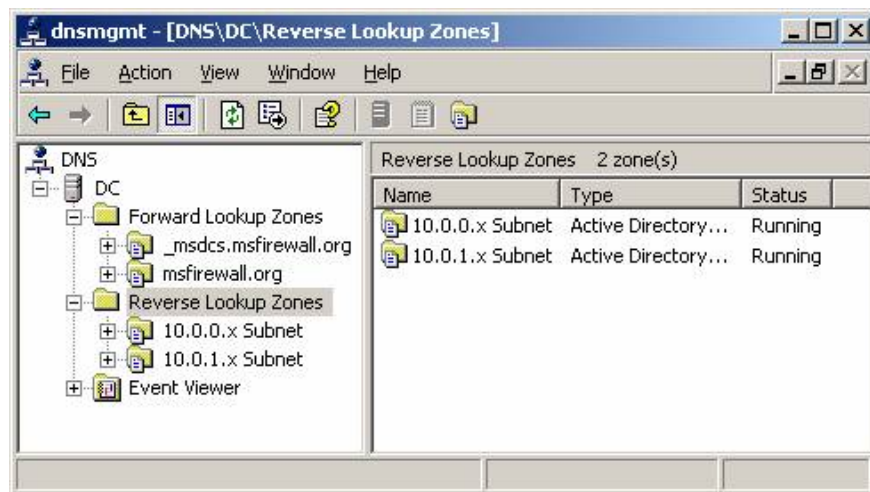 dnsmgmt - [DNS\DC\Reverse Lookup Zones]
File Action View Window Help
DNS
DC
Forward Lookup Zones
_msdcs.msfirewall.org
msfirewall.org
Reverse Lookup Zones
10.0.0.x Subnet
10.0.1.x Subnet
Event Viewer
Reverse Lookup Zones 2 zone(s)
Name Type Status
10.0.0.x Subnet Active Directory... Running
10.0.1.x Subnet Active Directory... Running